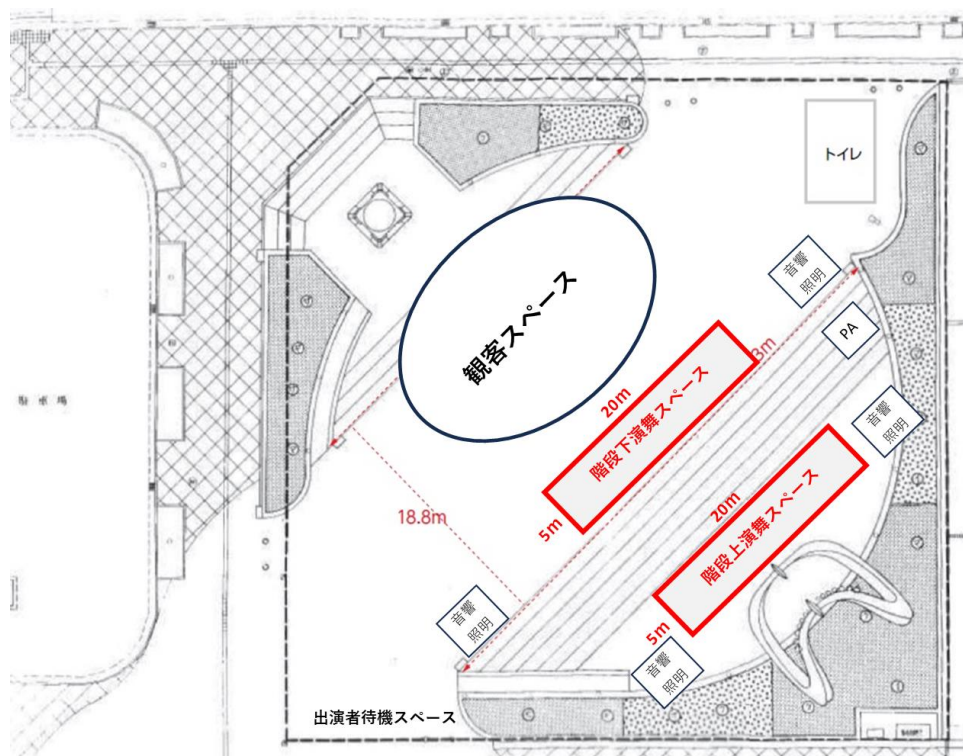 トイレ
音響
照明
観客スペース
PA
3m
20m
階段下演舞スペース
5m
音響
照明
18.8m
20m
階段上演舞スペース
5m
音響
照明
音響
照明
駐車場
出演者待機スペース